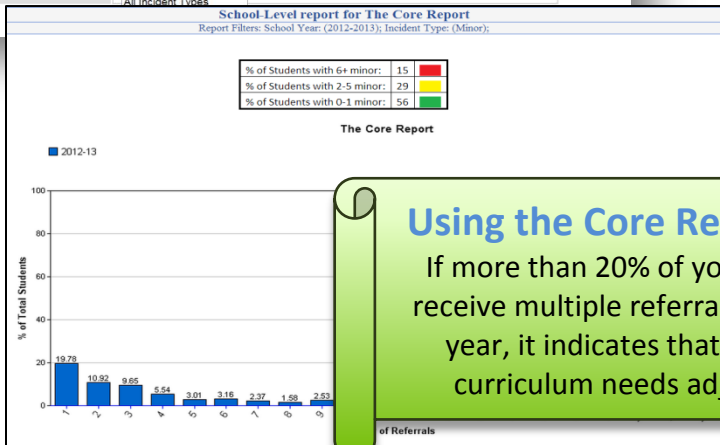 All Incident Types
School-Level report for The Core Report
Report Filters: School Year: (2012-2013); Incident Type: (Minor);
% of Students with 6+ minor: 15
% of Students with 2-5 minor: 29
% of Students with 0-1 minor: 56
The Core Report
2012-13
% of Total Students
100
80
60
40
20
0
19.78
10.92
9.65
5.54
3.01
3.16
2.37
1.58
2.53
1
2
3
4
5
6
7
8
9
of Referrals
Using the Core Re
If more than 20% of yo
receive multiple referra
year, it indicates that
curriculum needs ad